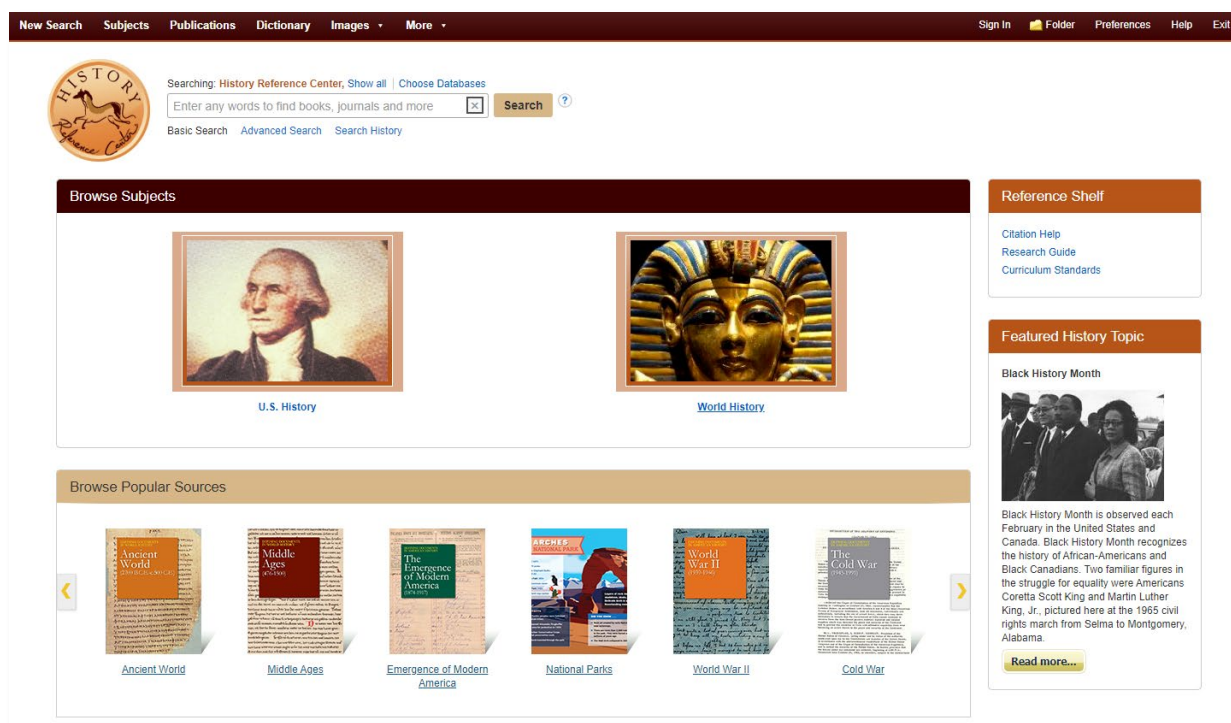 New Search Subjects Publications Dictionary Images More
Sign In Folder Preferences Help Exit
HISTORY
Reference Center
Searching: History Reference Center, Show all | Choose Databases
Enter any words to find books, journals and more
Search
?
Basic Search Advanced Search Search History
Browse Subjects
U.S. History
World History
Browse Popular Sources
Ancient
World
Middle
Ages
The
Emergence
of Modern
America
ARCHES
NATIONAL PARK
World
War II
The
Cold War
Ancient World
Middle Ages
Emergence of Modern
America
National Parks
World War II
Cold War
Reference Shelf
Citation Help
Research Guide
Curriculum Standards
Featured History Topic
Black History Month
Black History Month is observed each
February in the United States and
Canada. Black History Month recognizes
the history of African-Americans and
Black Canadians. Two familiar figures in
the struggle for equality were Americans
Coretta Scott King and Martin Luther
King, Jr., pictured here at the 1965 civil
rights march from Selma to Montgomery,
Alabama.
Read more...